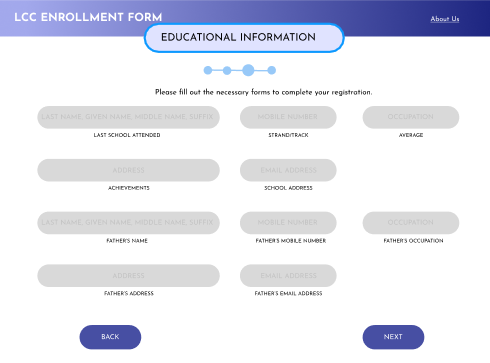 LCC ENROLLMENT FORM
About Us
EDUCATIONAL INFORMATION
Please fill out the necessary forms to complete your registration.
LAST NAME, GIVEN NAME, MIDDLE NAME, SUFFIX
MOBILE NUMBER
OCCUPATION
LAST SCHOOL ATTENDED
STRAND/TRACK
AVERAGE
ADDRESS
EMAIL ADDRESS
ACHIEVEMENTS
SCHOOL ADDRESS
LAST NAME, GIVEN NAME, MIDDLE NAME, SUFFIX
MOBILE NUMBER
OCCUPATION
FATHER'S NAME
FATHER'S MOBILE NUMBER
FATHER'S OCCUPATION
ADDRESS
EMAIL ADDRESS
FATHER'S ADDRESS
FATHER'S EMAIL ADDRESS
BACK
NEXT